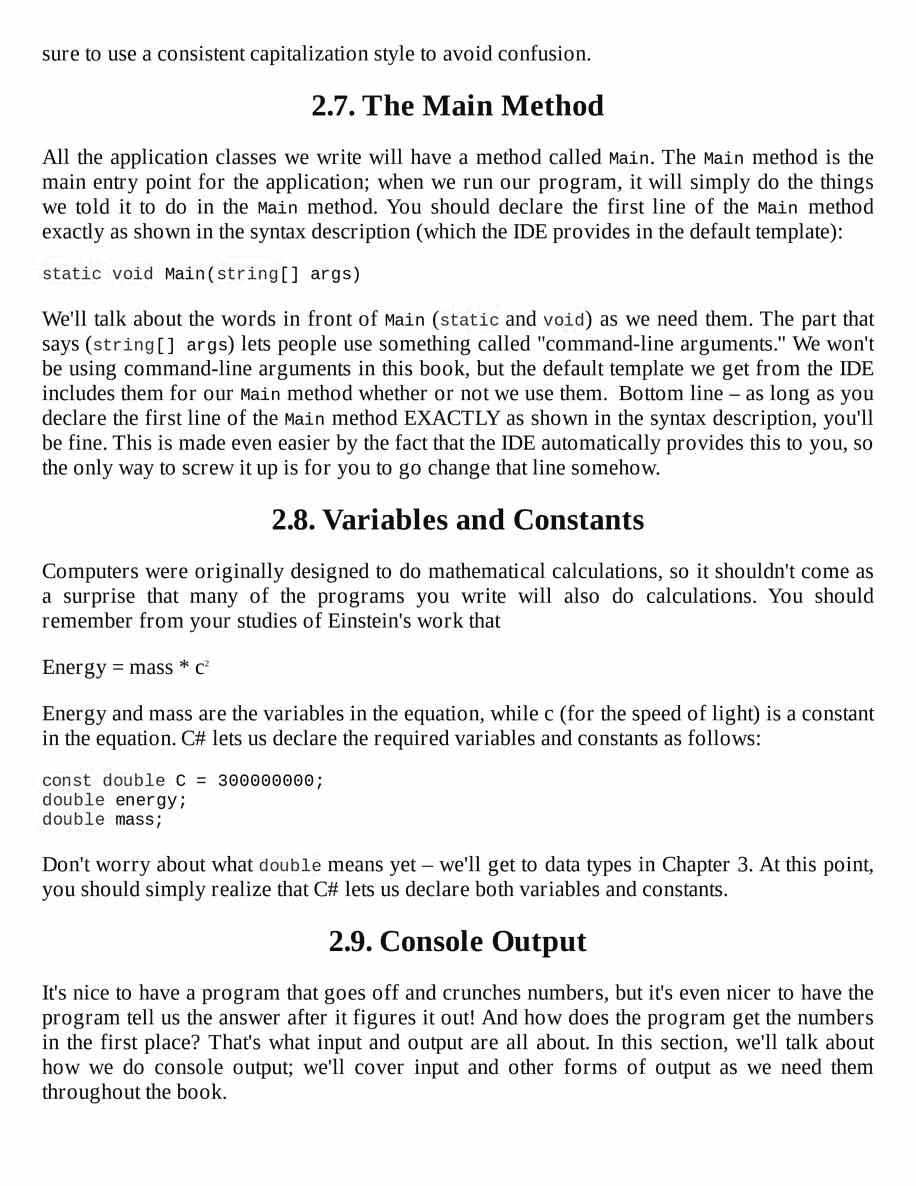 sure to use a consistent capitalization style to avoid confusion.
2.7. The Main Method
All the application classes we write will have a method called Main. The Main method is the
main entry point for the application; when we run our program, it will simply do the things
we told it to do in the Main method. You should declare the first line of the Main method
exactly as shown in the syntax description (which the IDE provides in the default template):
static void Main(string[] args)
We'll talk about the words in front of Main (static and void) as we need them. The part that
says (string[] args) lets people use something called "command-line arguments." We won't
be using command-line arguments in this book, but the default template we get from the IDE
includes them for our Main method whether or not we use them.  Bottom line – as long as you
declare the first line of the Main method EXACTLY as shown in the syntax description, you'll
be fine. This is made even easier by the fact that the IDE automatically provides this to you, so
the only way to screw it up is for you to go change that line somehow.
2.8. Variables and Constants
Computers were originally designed to do mathematical calculations, so it shouldn't come as
a surprise that many of the programs you write will also do calculations. You should
remember from your studies of Einstein's work that
Energy = mass * c²
Energy and mass are the variables in the equation, while c (for the speed of light) is a constant
in the equation. C# lets us declare the required variables and constants as follows:
const double C = 300000000;
double energy;
double mass;
Don't worry about what double means yet – we'll get to data types in Chapter 3. At this point,
you should simply realize that C# lets us declare both variables and constants.
2.9. Console Output
It's nice to have a program that goes off and crunches numbers, but it's even nicer to have the
program tell us the answer after it figures it out! And how does the program get the numbers
in the first place? That's what input and output are all about. In this section, we'll talk about
how we do console output; we'll cover input and other forms of output as we need them
throughout the book.